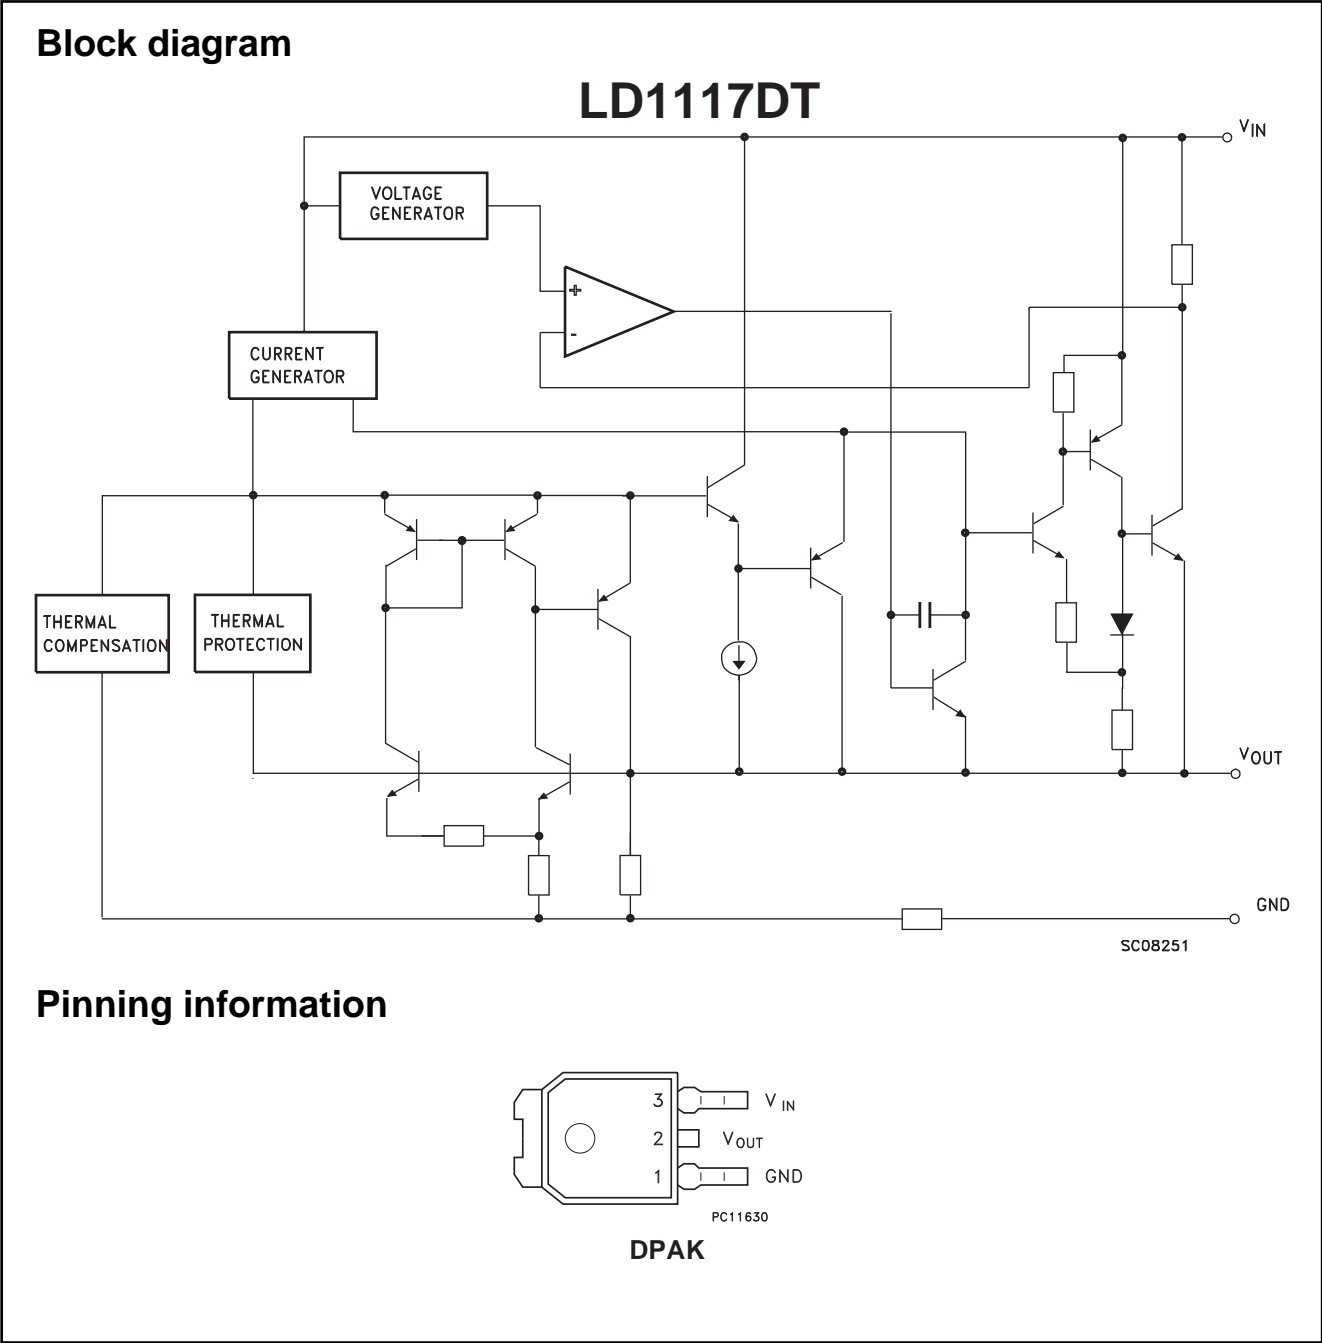 Block diagram
LD1117DT
VIN
VOLTAGE
GENERATOR
+
-
CURRENT
GENERATOR
THERMAL
COMPENSATION
THERMAL
PROTECTION
VOUT
GND
SC08251
Pinning information
3 VIN
2 VOUT
1 GND
PC11630
DPAK